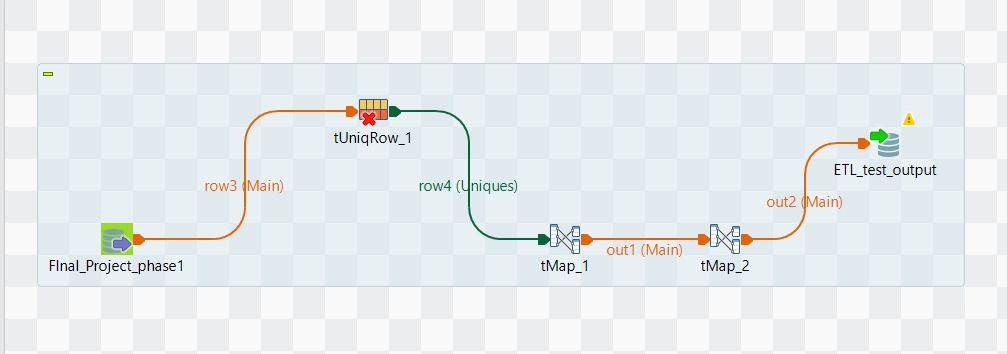 tUniqRow_1
ETL_test_output
row3 (Main)
row4 (Uniques)
out2 (Main)
out1 (Main)
FInal_Project_phase1
tMap_1
tMap_2